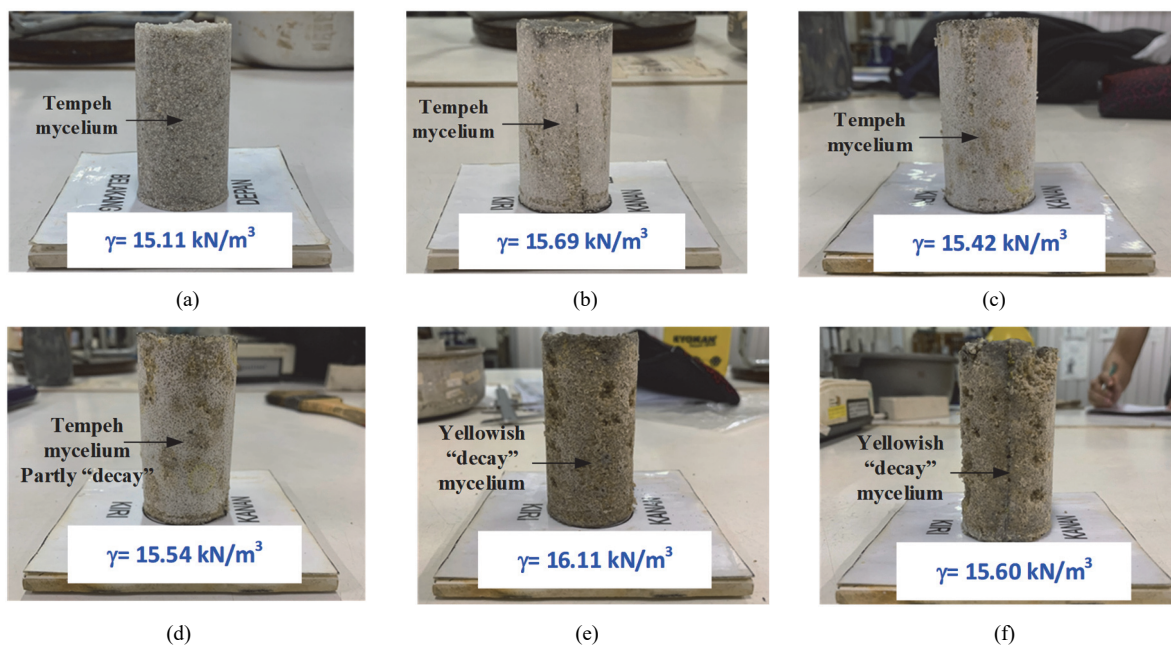 Tempeh
mycelium
BELAKANG
DEPAN
γ= 15.11 kN/m³
(a)
Tempeh
mycelium
KIRI
KANAN
γ= 15.69 kN/m³
(b)
Tempeh
mycelium
KIRI
KANAN
γ= 15.42 kN/m³
(c)
Tempeh
mycelium
Partly “decay”
KIRI
KANAN
γ= 15.54 kN/m³
(d)
Yellowish
“decay”
mycelium
KYORAN
KIRI
KANAN
γ= 16.11 kN/m³
(e)
Yellowish
“decay”
mycelium
KIRI
KANAN
γ= 15.60 kN/m³
(f)